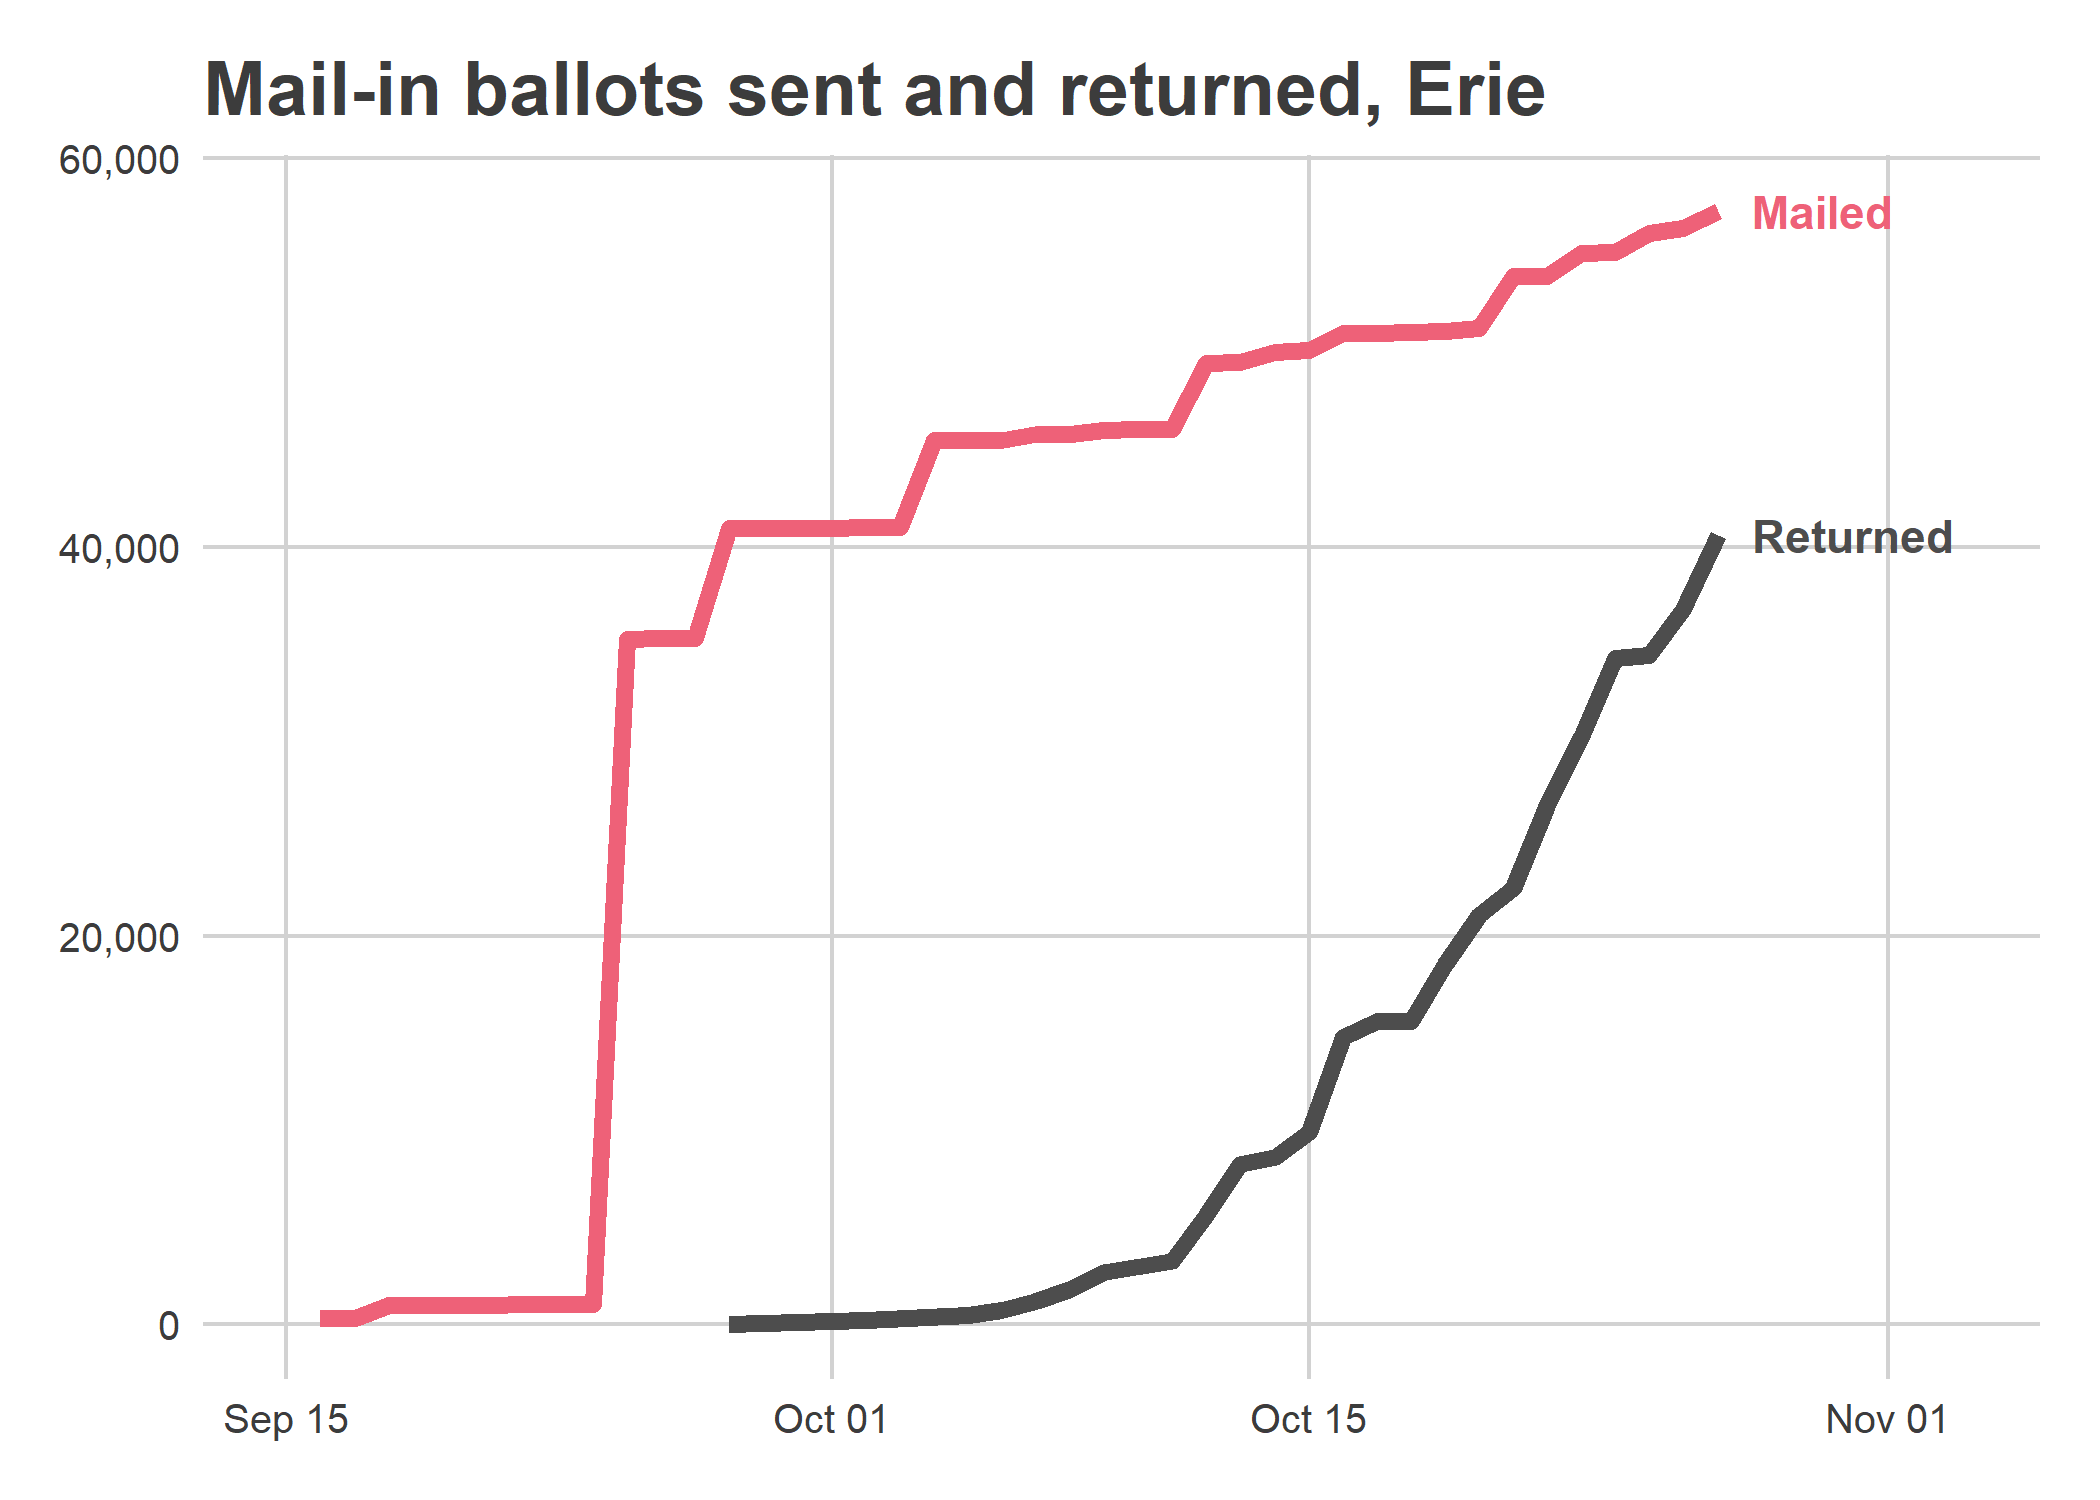 Mail-in ballots sent and returned, Erie
60,000
Mailed
40,000
Returned
20,000
0
Sep 15
Oct 01
Oct 15
Nov 01